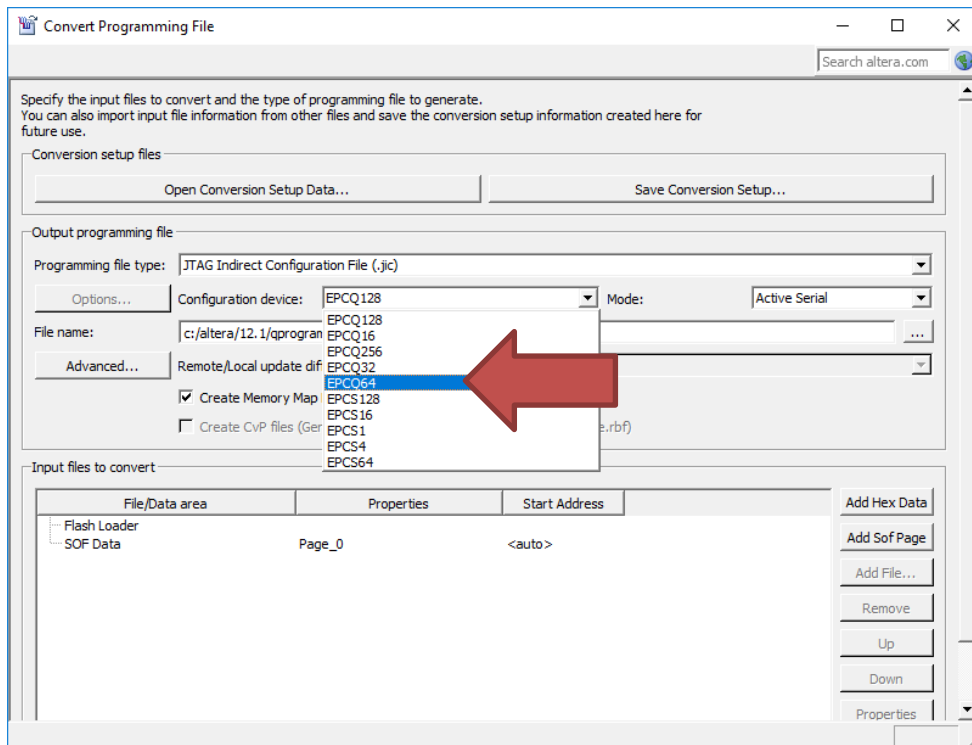 Convert Programming File
Search altera.com
Specify the input files to convert and the type of programming file to generate.
You can also import input file information from other files and save the conversion setup information created here for
future use.
Conversion setup files
Open Conversion Setup Data...
Save Conversion Setup...
Output programming file
Programming file type:
JTAG Indirect Configuration File (.jic)
Options...
Configuration device:
EPCQ128
Mode:
Active Serial
File name:
c:/altera/12.1/qprogram
...
Advanced...
Remote/Local update dif
EPCQ128
EPCQ16
EPCQ256
EPCQ32
EPCQ64
EPCS128
EPCS16
EPCS1
EPCS4
EPCS64
Create Memory Map
Create CvP files (Ger
e.rbf)
Input files to convert
File/Data area
Properties
Start Address
Flash Loader
SOF Data
Page_0
<auto>
Add Hex Data
Add Sof Page
Add File...
Remove
Up
Down
Properties